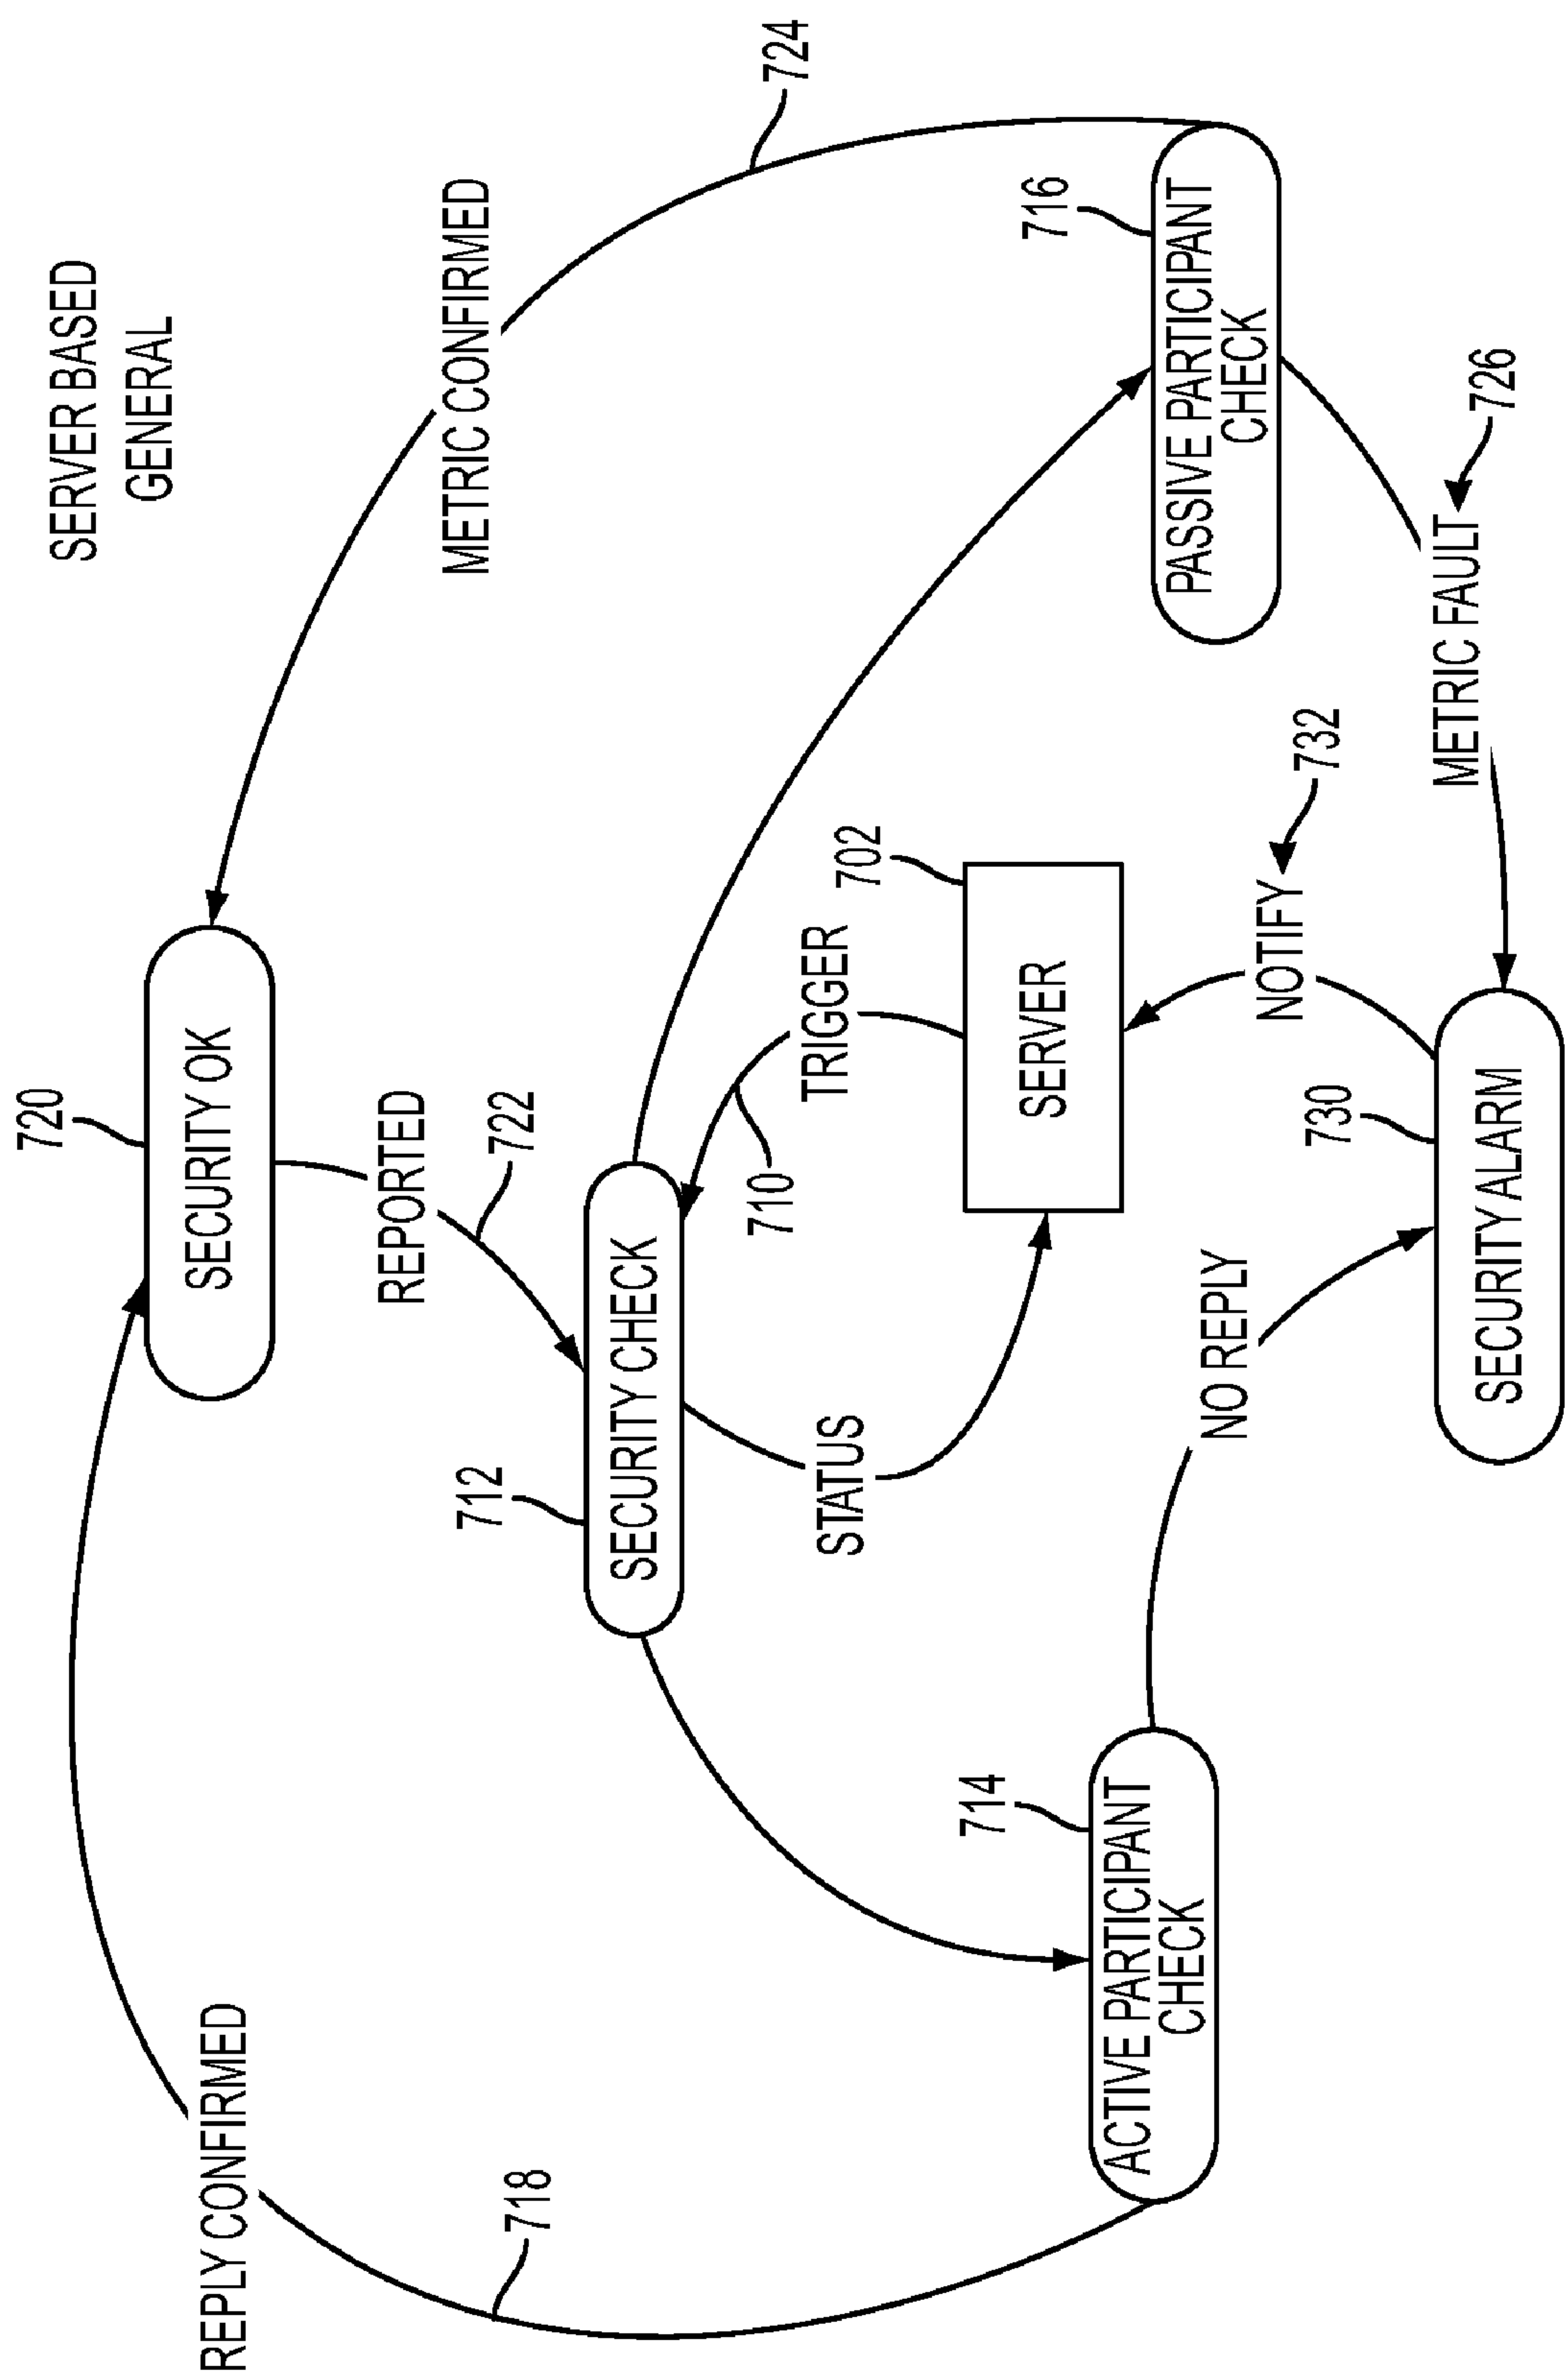 SERVER BASED
GENERAL
720
SECURITY OK
REPLY CONFIRMED
718
REPORTED
722
METRIC CONFIRMED
724
712
SECURITY CHECK
STATUS
710
TRIGGER
702
SERVER
714
ACTIVE PARTICIPANT
CHECK
716
PASSIVE PARTICIPANT
CHECK
NO REPLY
NOTIFY
732
730
SECURITY ALARM
METRIC FAULT
726